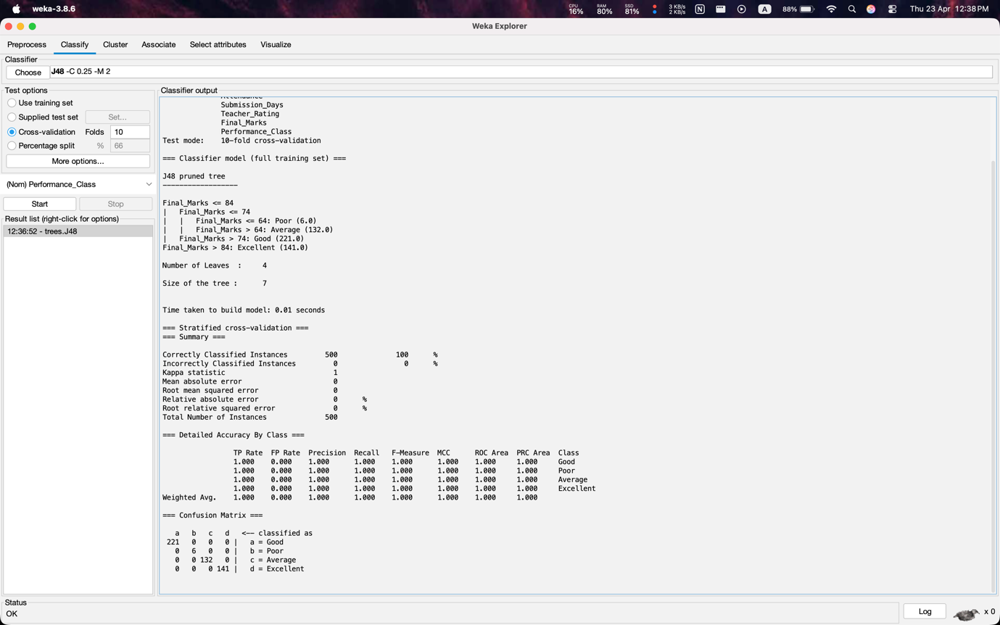 weka-3.8.6
CPU 16% RAM 80% SSD 81% 3 KB/s 2 KB/s N A 88% Thu 23 Apr 12:38 PM
Weka Explorer
Preprocess Classify Cluster Associate Select attributes Visualize
Classifier
Choose J48 -C 0.25 -M 2
Test options
Use training set
Supplied test set Set...
Cross-validation Folds 10
Percentage split % 66
More options...
(Nom) Performance_Class
Start Stop
Result list (right-click for options)
12:36:52 - trees.J48
Classifier output
Attendance
Submission_Days
Teacher_Rating
Final_Marks
Performance_Class
Test mode: 10-fold cross-validation
=== Classifier model (full training set) ===
J48 pruned tree
------------------
Final_Marks <= 84
| Final_Marks <= 74
| | Final_Marks <= 64: Poor (6.0)
| | Final_Marks > 64: Average (132.0)
| Final_Marks > 74: Good (221.0)
Final_Marks > 84: Excellent (141.0)
Number of Leaves : 4
Size of the tree : 7
Time taken to build model: 0.01 seconds
=== Stratified cross-validation ===
=== Summary ===
Correctly Classified Instances 500 100 %
Incorrectly Classified Instances 0 0 %
Kappa statistic 1
Mean absolute error 0
Root mean squared error 0
Relative absolute error 0 %
Root relative squared error 0 %
Total Number of Instances 500
=== Detailed Accuracy By Class ===
TP Rate FP Rate Precision Recall F-Measure MCC ROC Area PRC Area Class
1.000 0.000 1.000 1.000 1.000 1.000 1.000 1.000 Good
1.000 0.000 1.000 1.000 1.000 1.000 1.000 1.000 Poor
1.000 0.000 1.000 1.000 1.000 1.000 1.000 1.000 Average
1.000 0.000 1.000 1.000 1.000 1.000 1.000 1.000 Excellent
Weighted Avg. 1.000 0.000 1.000 1.000 1.000 1.000 1.000 1.000
=== Confusion Matrix ===
a b c d <-- classified as
221 0 0 0 | a = Good
0 6 0 0 | b = Poor
0 0 132 0 | c = Average
0 0 0 141 | d = Excellent
Status
OK
Log x 0